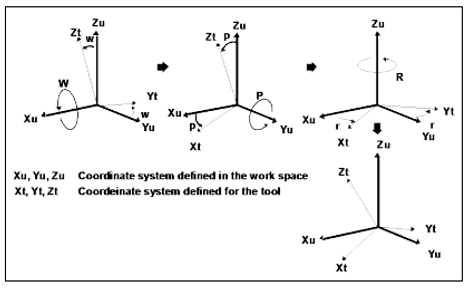 Zu
Zt
w
W
Yt
w
Xu
Yu
Zu
Zt
P
Xu
P
P
Yu
Xt
Zu
R
Yt
Xu
r
r
Yu
Xt
Zu
Zt
Xu
Yt
Yu
Xt
Xu, Yu, Zu Coordinate system defined in the work space
Xt, Yt, Zt Coordeinate system defined for the tool